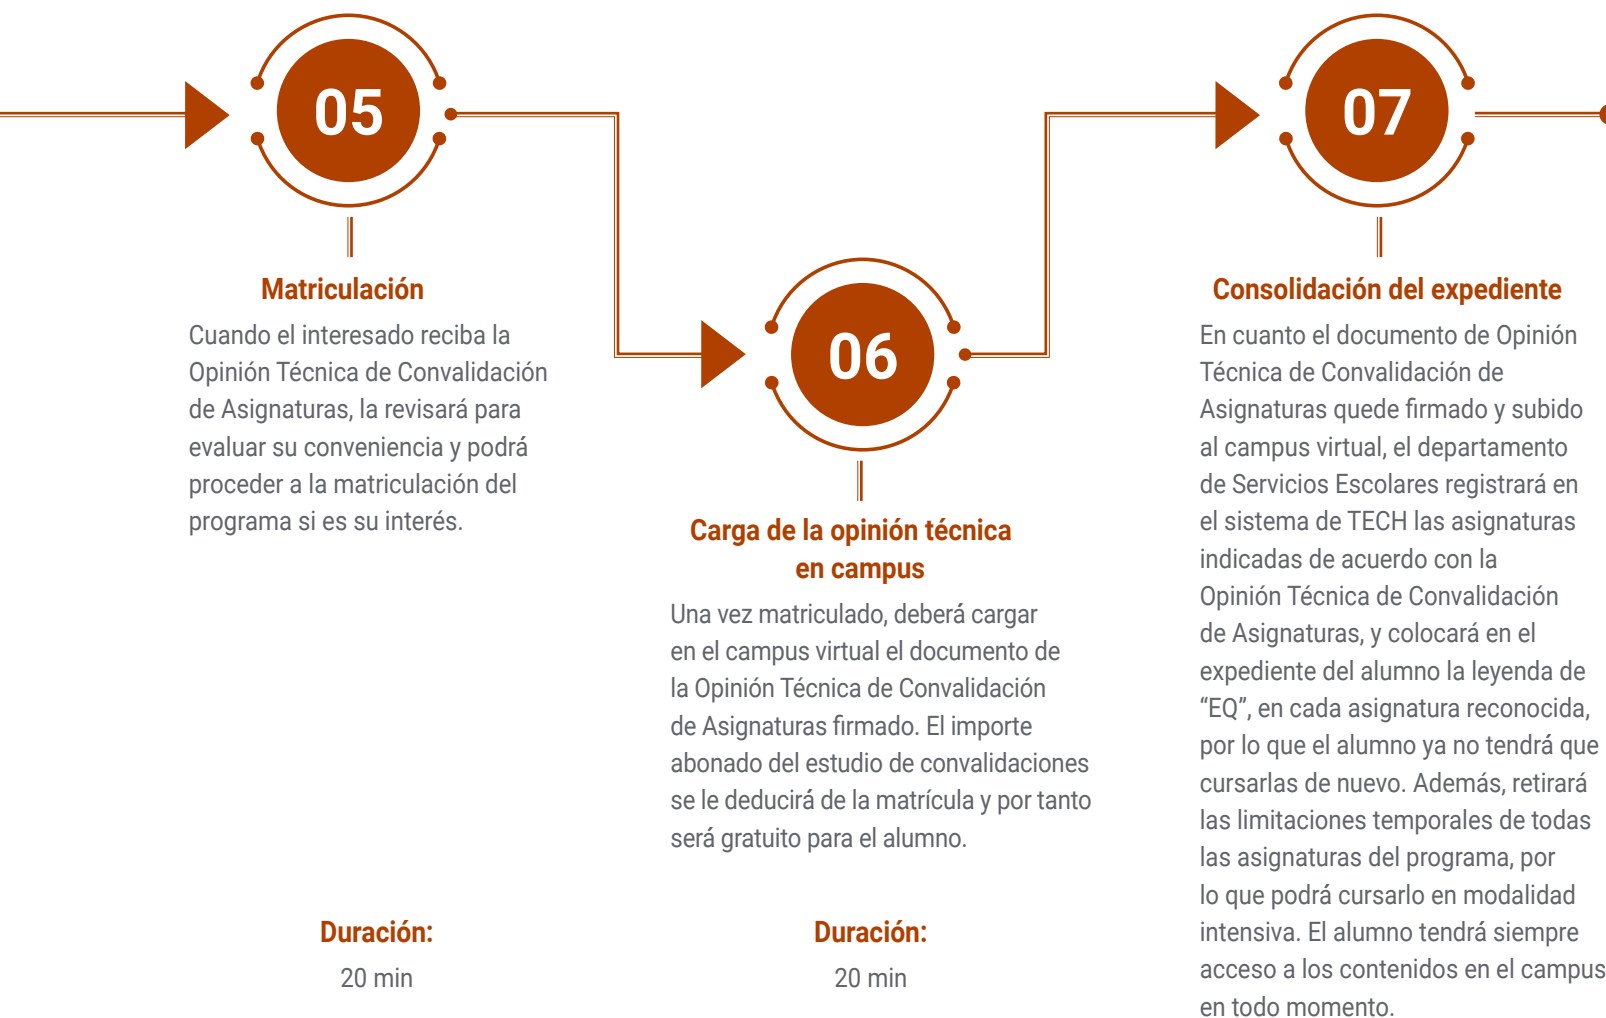 05
Matriculación
Cuando el interesado reciba la
Opinión Técnica de Convalidación
de Asignaturas, la revisará para
evaluar su conveniencia y podrá
proceder a la matriculación del
programa si es su interés.
Duración:
20 min
06
Carga de la opinión técnica
en campus
Una vez matriculado, deberá cargar
en el campus virtual el documento de
la Opinión Técnica de Convalidación
de Asignaturas firmado. El importe
abonado del estudio de convalidaciones
se le deducirá de la matrícula y por tanto
será gratuito para el alumno.
Duración:
20 min
07
Consolidación del expediente
En cuanto el documento de Opinión
Técnica de Convalidación de
Asignaturas quede firmado y subido
al campus virtual, el departamento
de Servicios Escolares registrará en
el sistema de TECH las asignaturas
indicadas de acuerdo con la
Opinión Técnica de Convalidación
de Asignaturas, y colocará en el
expediente del alumno la leyenda de
“EQ”, en cada asignatura reconocida,
por lo que el alumno ya no tendrá que
cursarlas de nuevo. Además, retirará
las limitaciones temporales de todas
las asignaturas del programa, por
lo que podrá cursarlo en modalidad
intensiva. El alumno tendrá siempre
acceso a los contenidos en el campus
en todo momento.